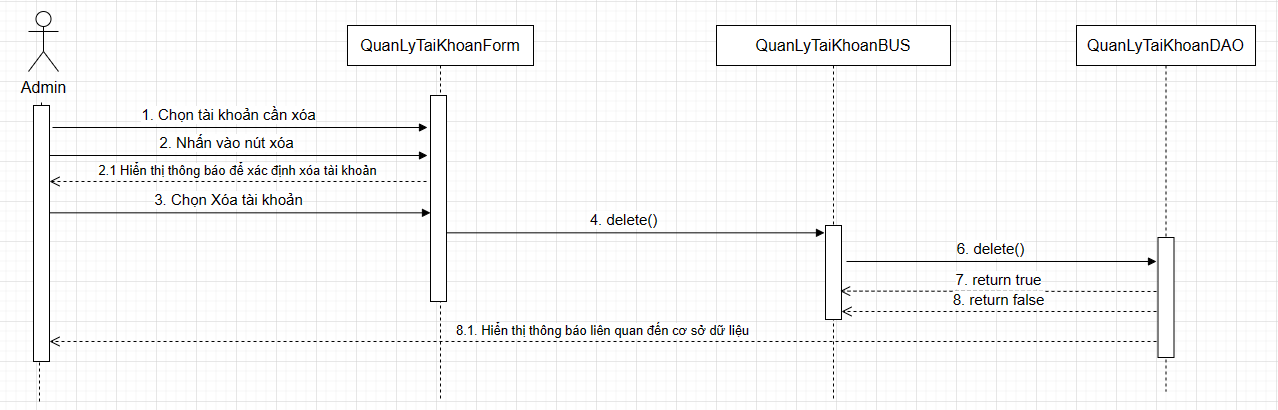 QuanLyTaiKhoanForm
QuanLyTaiKhoanBUS
QuanLyTaiKhoanDAO
Admin
1. Chọn tài khoản cần xóa
2. Nhấn vào nút xóa
2.1 Hiển thị thông báo để xác định xóa tài khoản
3. Chọn Xóa tài khoản
4. delete()
6. delete()
7. return true
8. return false
8.1. Hiển thị thông báo liên quan đến cơ sở dữ liệu